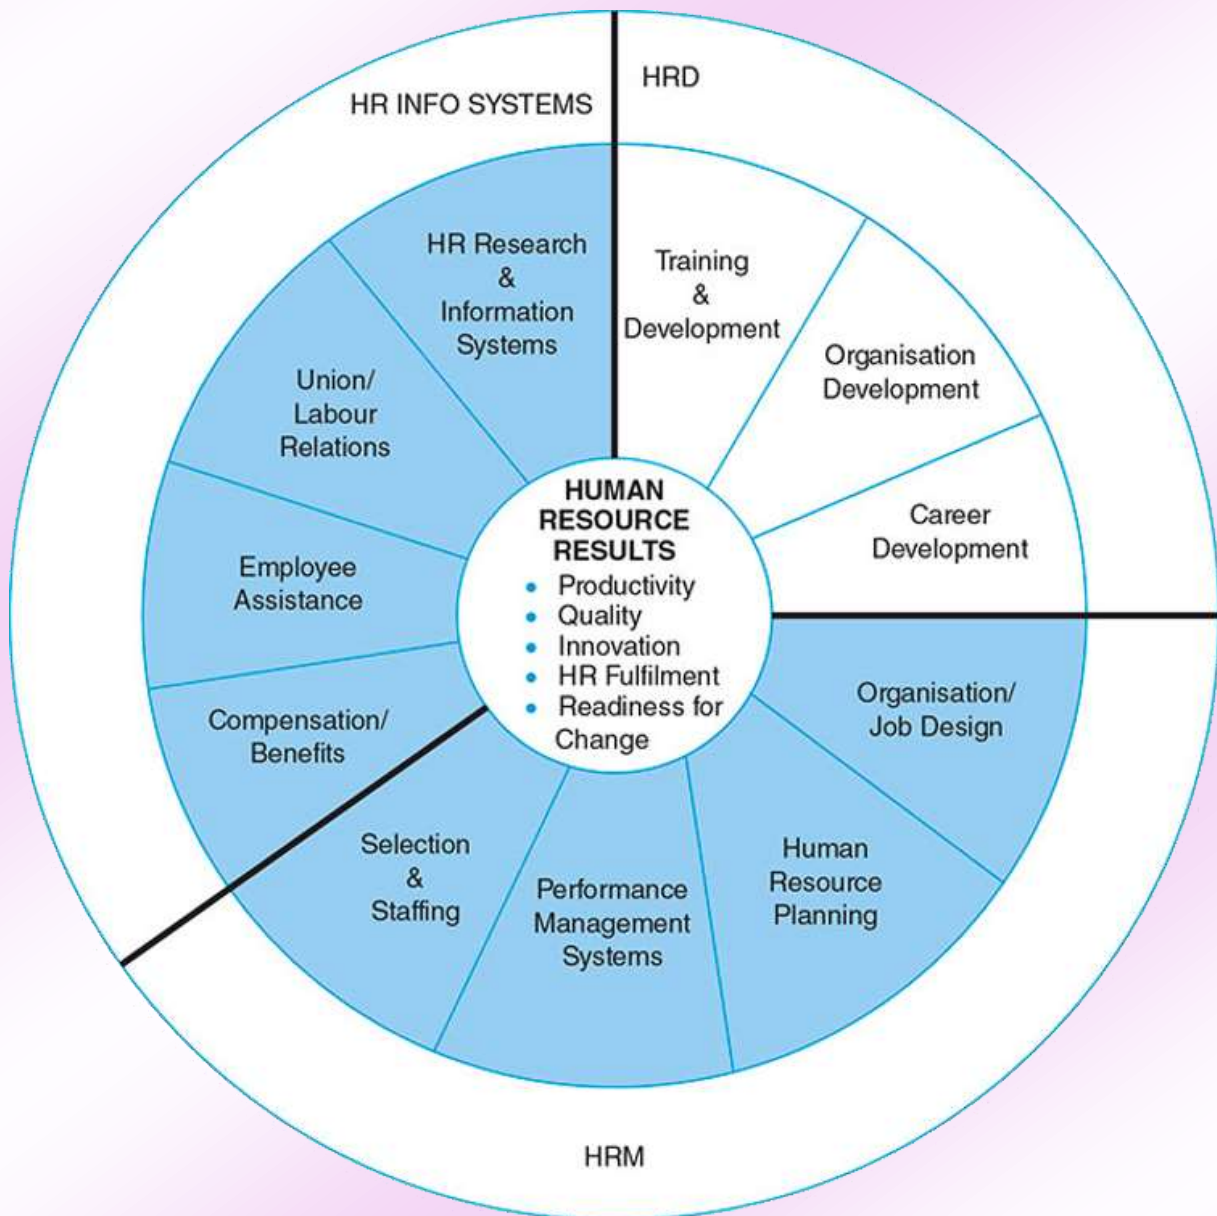 HRD
HR INFO SYSTEMS
HR Research
&
Information
Systems
Training
&
Development
Organisation
Development
Career
Development
Union/
Labour
Relations
Employee
Assistance
Compensation/
Benefits
HUMAN
RESOURCE
RESULTS
• Productivity
• Quality
• Innovation
• HR Fulfilment
• Readiness for
Change
Organisation/
Job Design
Human
Resource
Planning
Performance
Management
Systems
Selection
&
Staffing
HRM